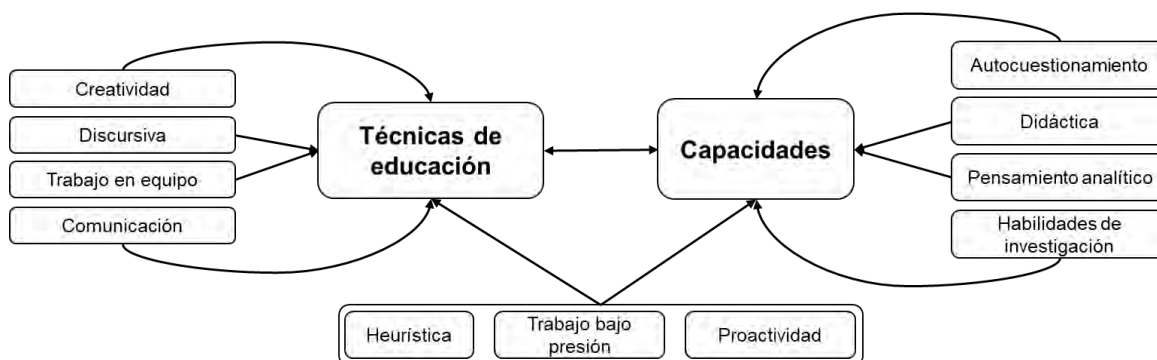 Creatividad
Discursiva
Trabajo en equipo
Comunicación
Técnicas de
educación
Capacidades
Autocuestionamiento
Didáctica
Pensamiento analítico
Habilidades de
investigación
Heurística
Trabajo bajo
presión
Proactividad